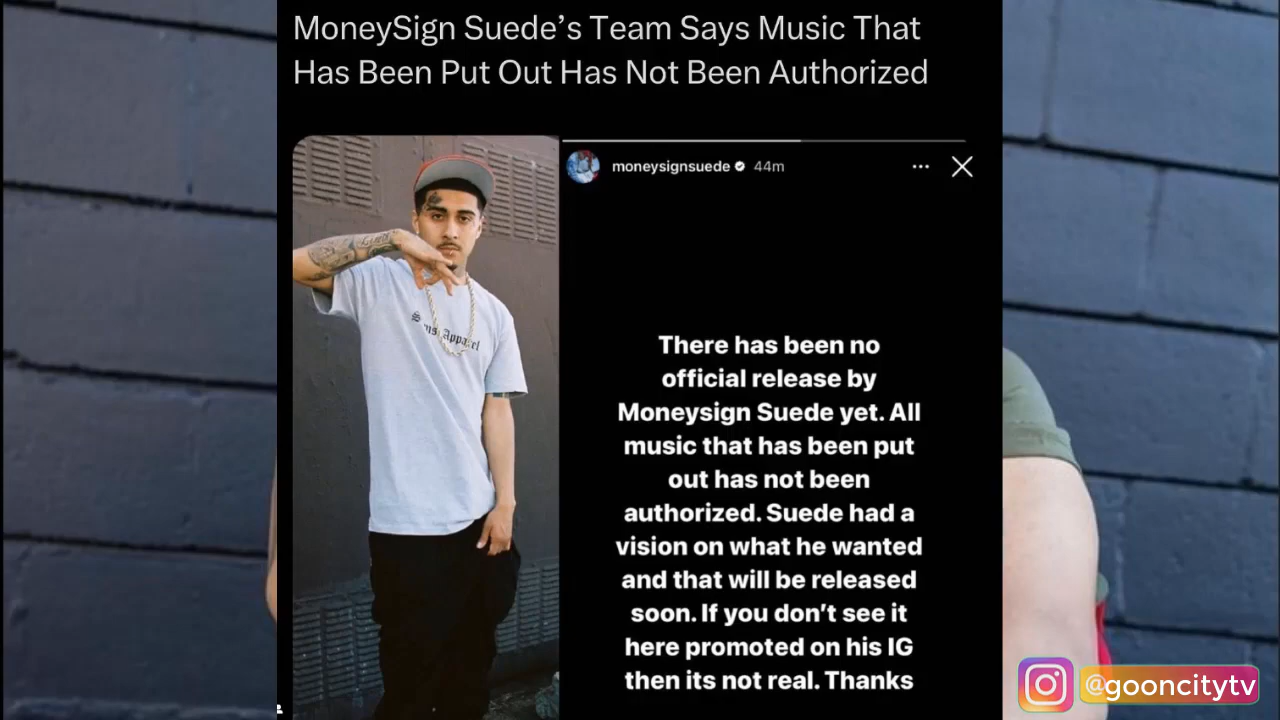 MoneySign Suede’s Team Says Music That
Has Been Put Out Has Not Been Authorized
moneysignsuede 44m
Apparel
There has been no
official release by
Moneysign Suede yet. All
music that has been put
out has not been
authorized. Suede had a
vision on what he wanted
and that will be released
soon. If you don’t see it
here promoted on his IG
then its not real. Thanks
@gooncitytv